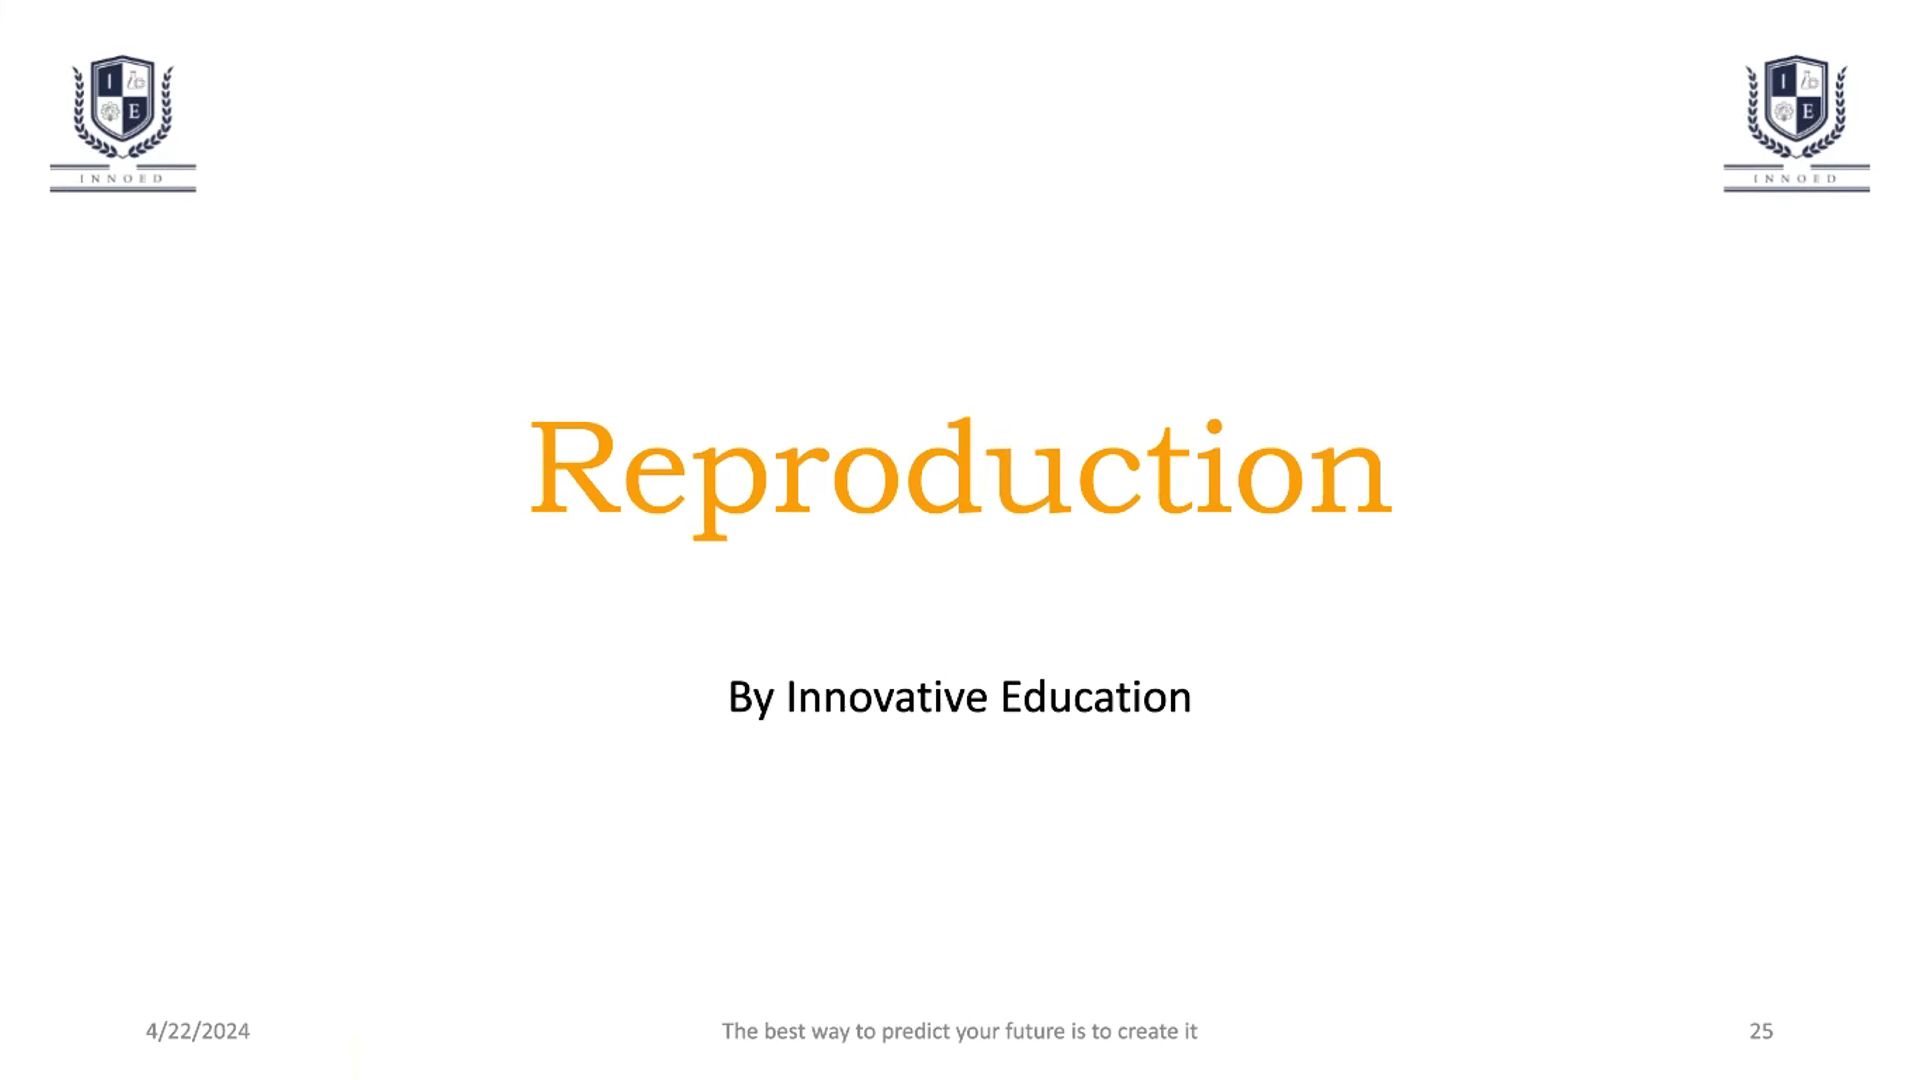 I
E
INNOED
I
E
INNOED
Reproduction
By Innovative Education
4/22/2024
The best way to predict your future is to create it
25